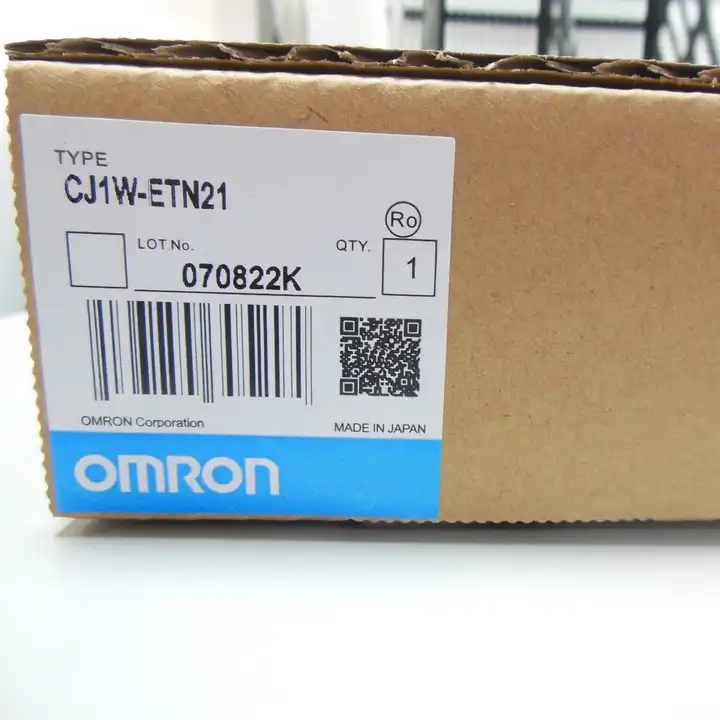 TYPE
CJ1W-ETN21
Ro
LOT.No. QTY.
070822K 1
OMRON Corporation MADE IN JAPAN
OMRON